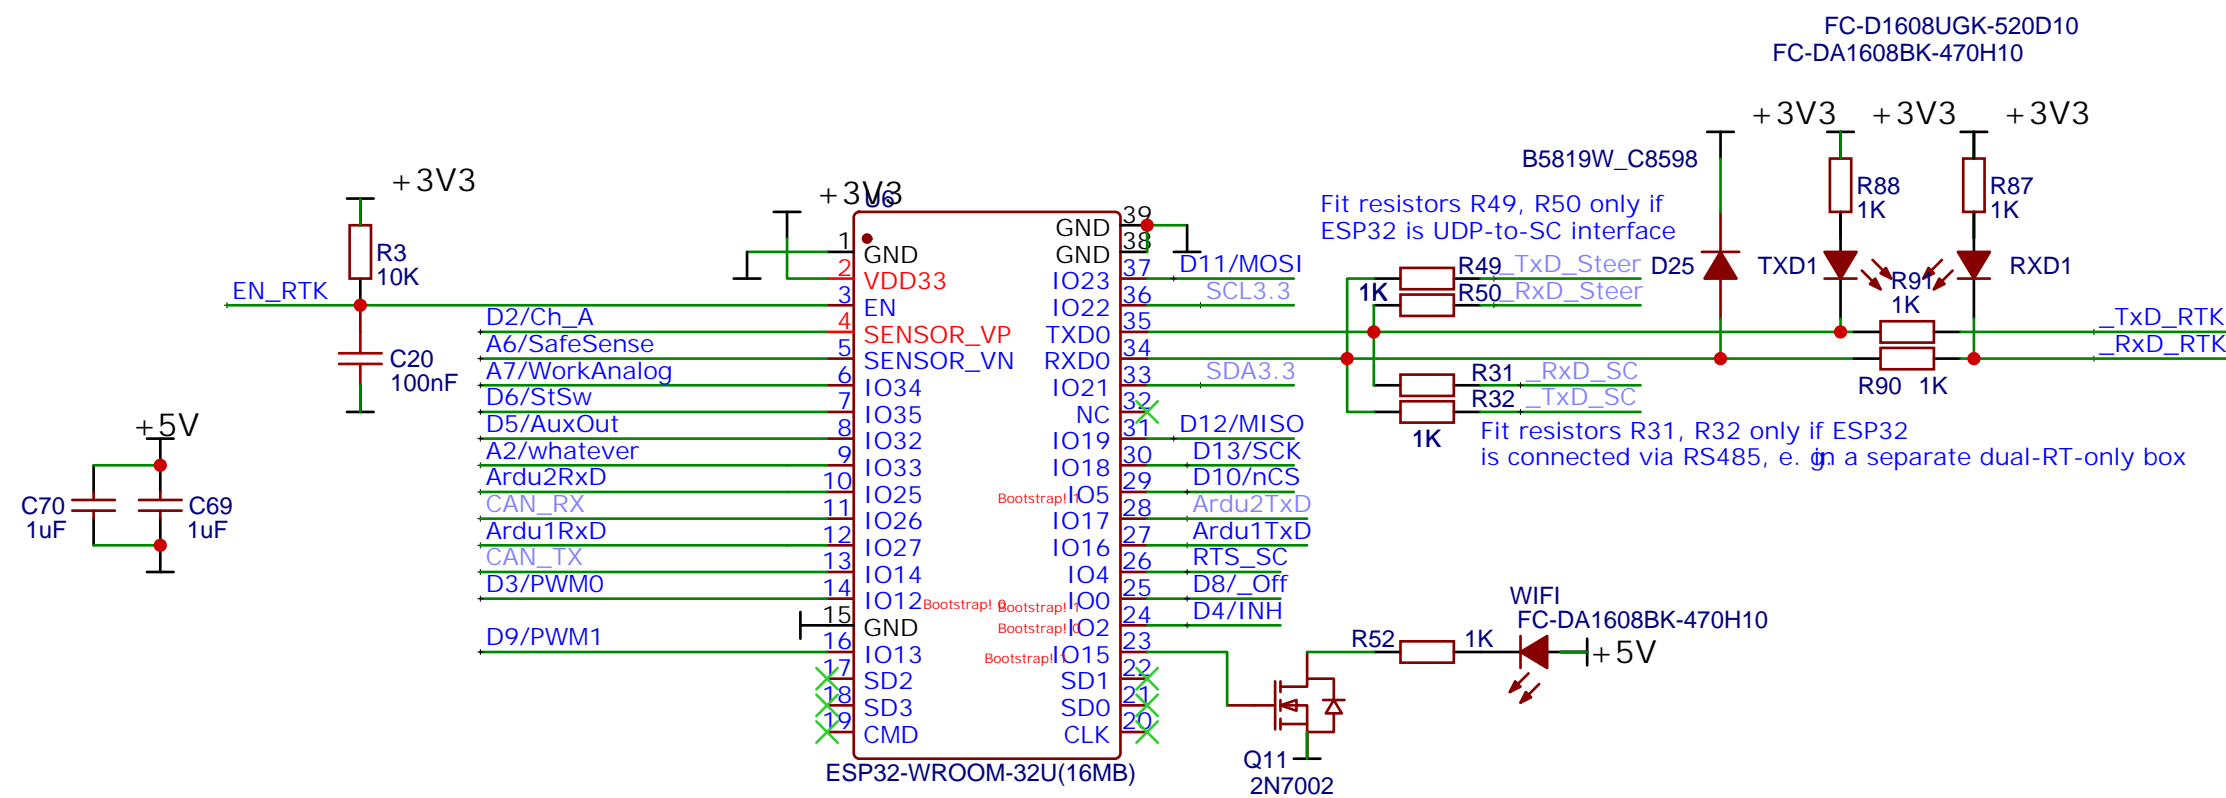 FC-D1608UGK-520D10
FC-DA1608BK-470H10
+3V3 +3V3 +3V3
B5819W_C8598
+3V3
R3
10K
EN_RTK
C20
100nF
+5V
C70
1uF
C69
1uF
+3V3
U6
D2/Ch_A
A6/SafeSense
A7/WorkAnalog
D6/StSw
D5/AuxOut
A2/whatever
Ardu2RxD
CAN_RX
Ardu1RxD
CAN_TX
D3/PWM0
D9/PWM1
1 GND
2 VDD33
3 EN
4 SENSOR_VP
5 SENSOR_VN
6 IO34
7 IO35
8 IO32
9 IO33
10 IO25
11 IO26
12 IO27
13 IO14
14 IO12 Bootstrap! 0
15 GND
16 IO13
17 SD2
18 SD3
19 CMD
GND 39
GND 38
IO23 37
IO22 36
TXD0 35
RXD0 34
IO21 33
NC 32
IO19 31
IO18 30
Bootstrap! 1 IO5 29
IO17 28
IO16 27
IO4 26
Bootstrap! 1 IO0 25
Bootstrap! 0 IO2 24
Bootstrap! 1 IO15 23
SD1 22
SD0 21
CLK 20
ESP32-WROOM-32U(16MB)
D11/MOSI
SCL3.3
SDA3.3
D12/MISO
D13/SCK
D10/nCS
Ardu2TxD
Ardu1TxD
RTS_SC
D8/_Off
D4/INH
Fit resistors R49, R50 only if
ESP32 is UDP-to-SC interface
R49 _TxD_Steer
1K R50 _RxD_Steer
D25
TXD1
R88
1K
R87
1K
RXD1
R91
1K
_TxD_RTK
_RxD_RTK
R90 1K
R31 _RxD_SC
R32 _TxD_SC
1K
Fit resistors R31, R32 only if ESP32
is connected via RS485, e. g. in a separate dual-RT-only box
WIFI
FC-DA1608BK-470H10
R52 1K
+5V
Q11
2N7002